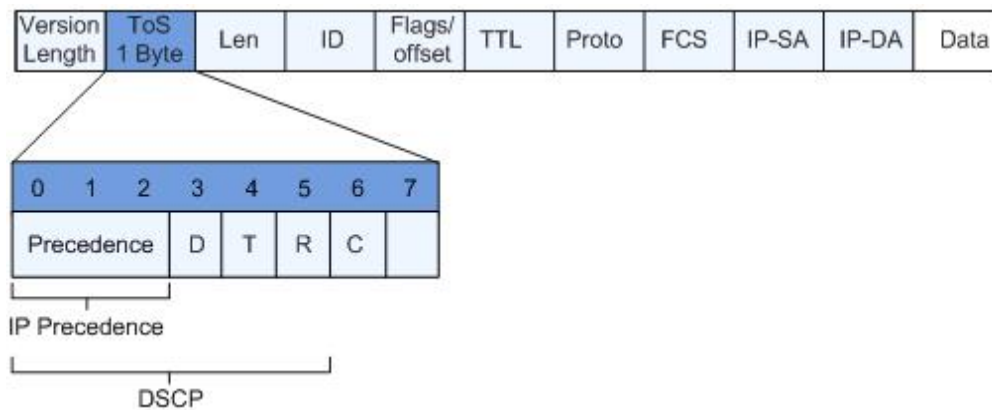 Version Length ToS 1 Byte Len ID Flags/ offset TTL Proto FCS IP-SA IP-DA Data
0 1 2 3 4 5 6 7
Precedence D T R C
IP Precedence
DSCP